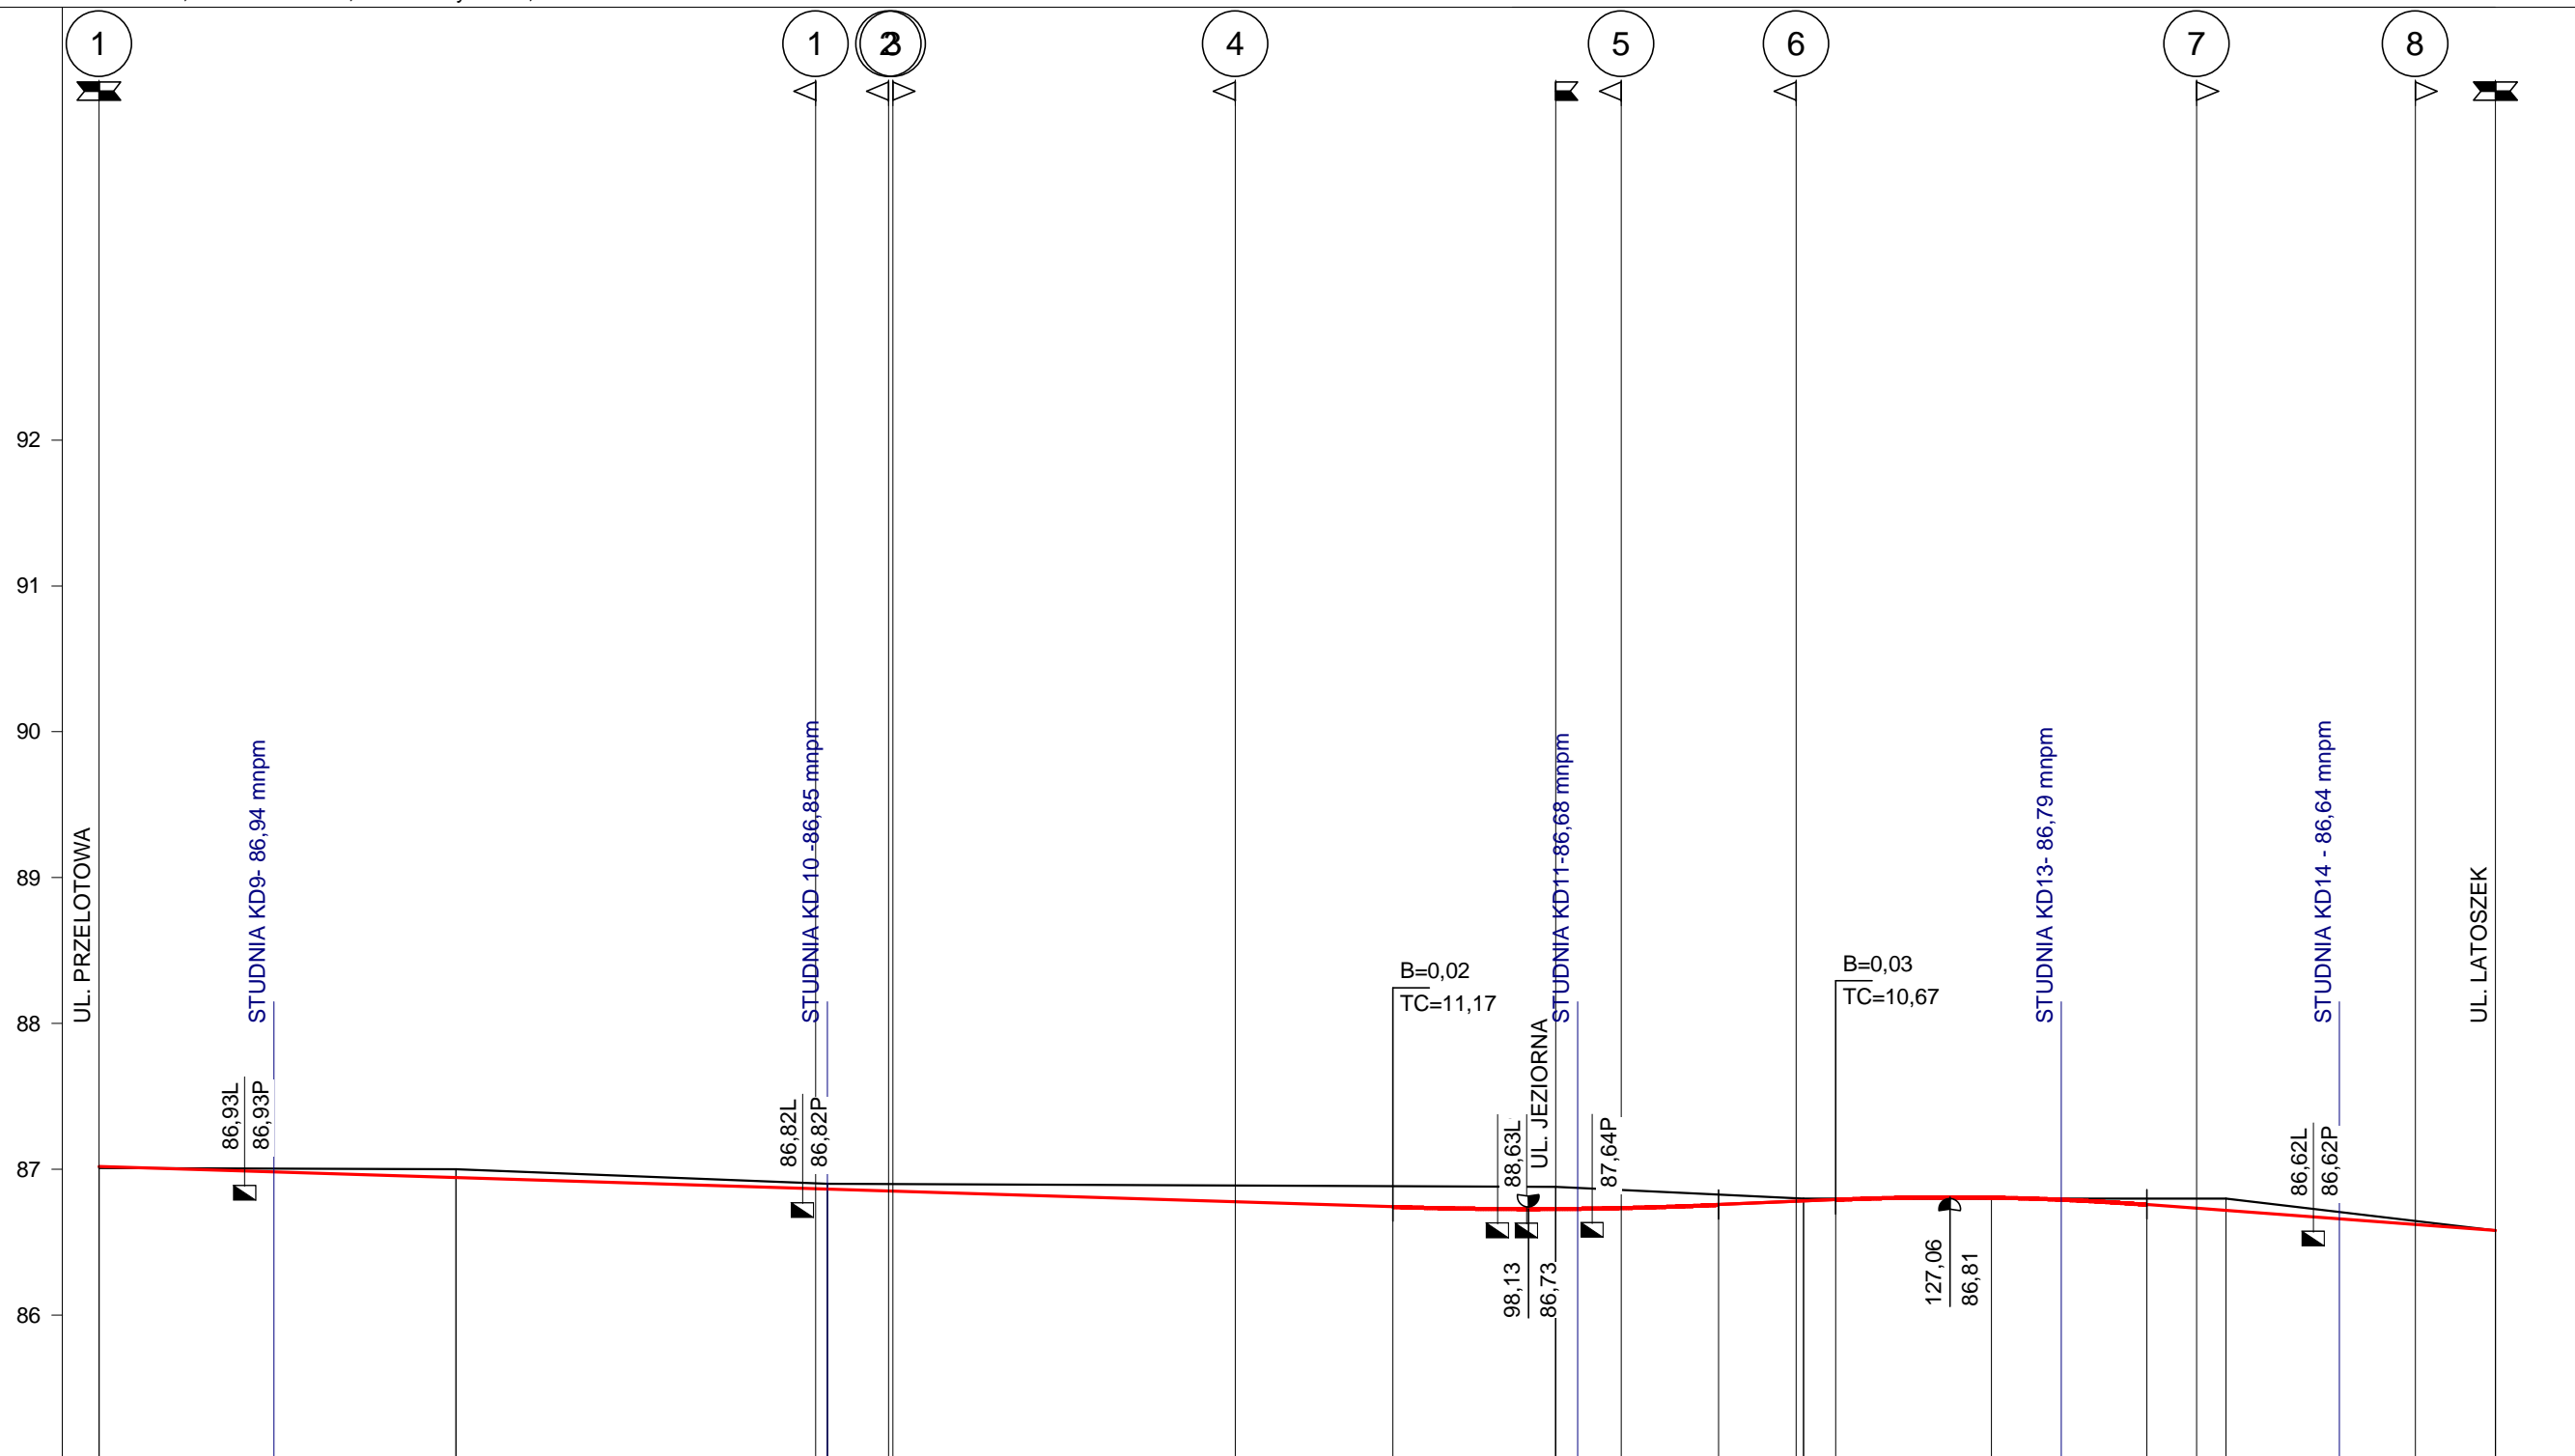 1
1
2
3
4
5
6
7
8
92
91
90
89
88
87
86
UL. PRZELOTOWA
STUDNIA KD9- 86,94 mnpm
86,93L
86,93P
STUDNIA KD 10 -86,85 mnpm
86,82L
86,82P
B=0,02
TC=11,17
88,63L
UL. JEZIORNA
STUDNIA KD11-86,68 mnpm
87,64P
98,13
86,73
B=0,03
TC=10,67
127,06
86,81
STUDNIA KD13- 86,79 mnpm
STUDNIA KD14 - 86,64 mnpm
86,62L
86,62P
UL. LATOSZEK